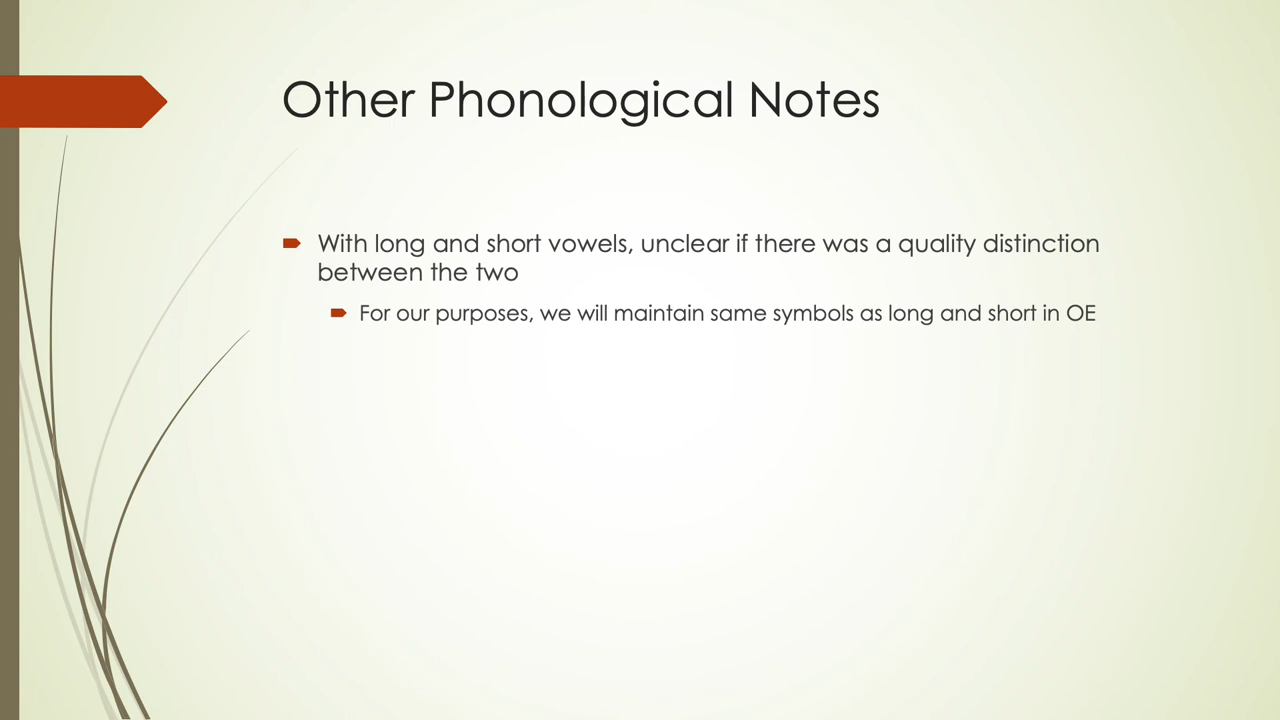 Other Phonological Notes
With long and short vowels, unclear if there was a quality distinction
between the two
For our purposes, we will maintain same symbols as long and short in OE